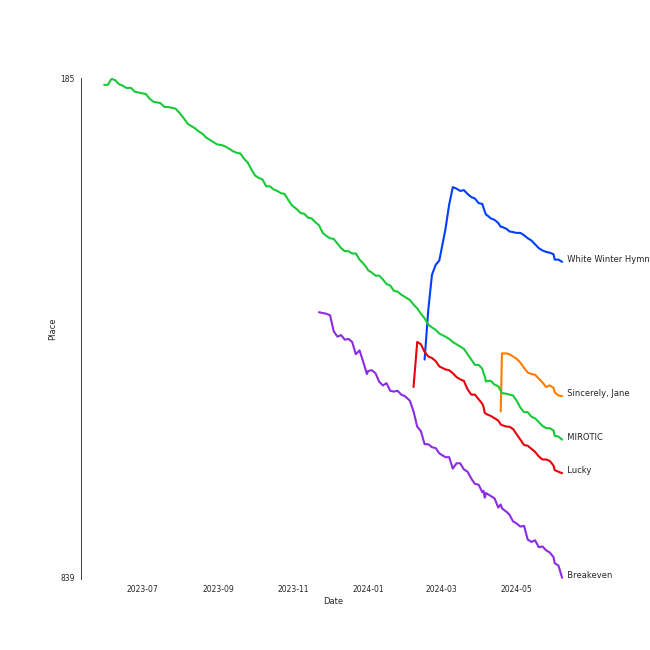 185
White Winter Hymn
Place
Sincerely, Jane
MIROTIC
Lucky
Breakeven
839
2023-07
2023-09
2023-11
2024-01
2024-03
2024-05
Date